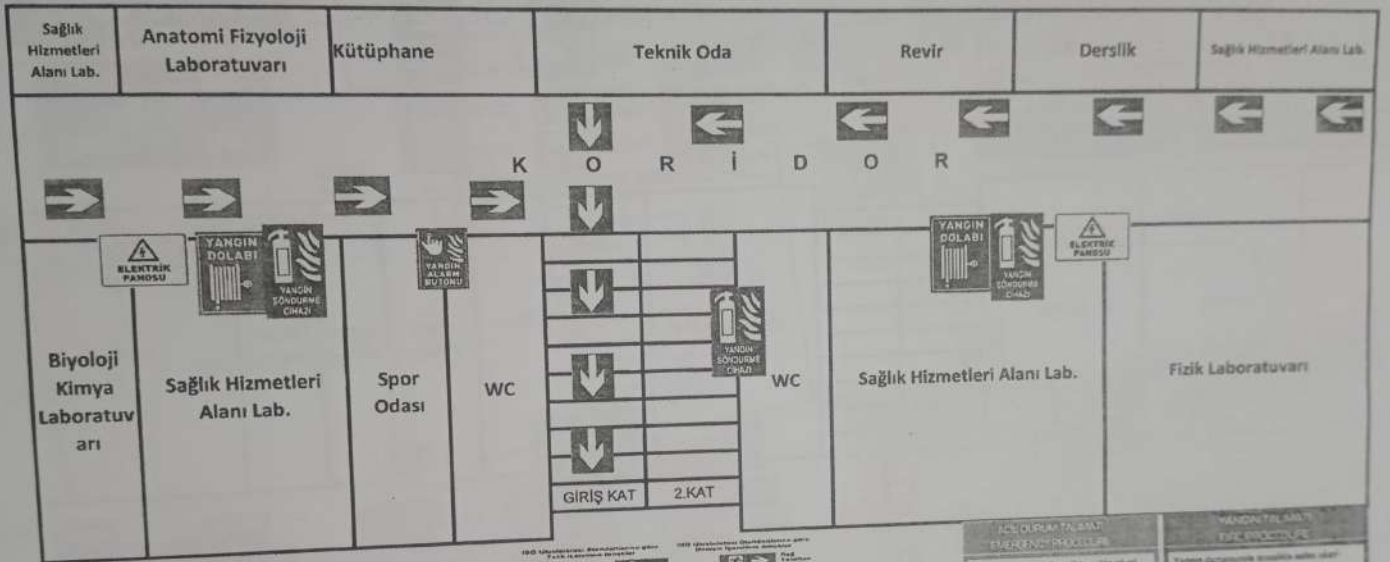 Sağlık
Hizmetleri
Alanı Lab.
Anatomi Fizyoloji
Laboratuvarı
Kütüphane
Teknik Oda
Revir
Derslik
Sağlık Hizmetleri Alanı Lab.
K O R İ D O R
ELEKTRİK
PANOSU
YANGIN
DOLABI
YANGIN
SÖNDÜRME
CİHAZI
YANGIN
ALARM
BUTONU
YANGIN
DOLABI
YANGIN
SÖNDÜRME
CİHAZI
ELEKTRİK
PANOSU
YANGIN
SÖNDÜRME
CİHAZI
Biyoloji
Kimya
Laboratuv
arı
Sağlık Hizmetleri
Alanı Lab.
Spor
Odası
WC
WC
Sağlık Hizmetleri Alanı Lab.
Fizik Laboratuvarı
GİRİŞ KAT
2.KAT
ACİL DURUM TALİMATI
EMERGENCY PROCEDURE
YANGIN TALİMATI
FIRE PROCEDURE